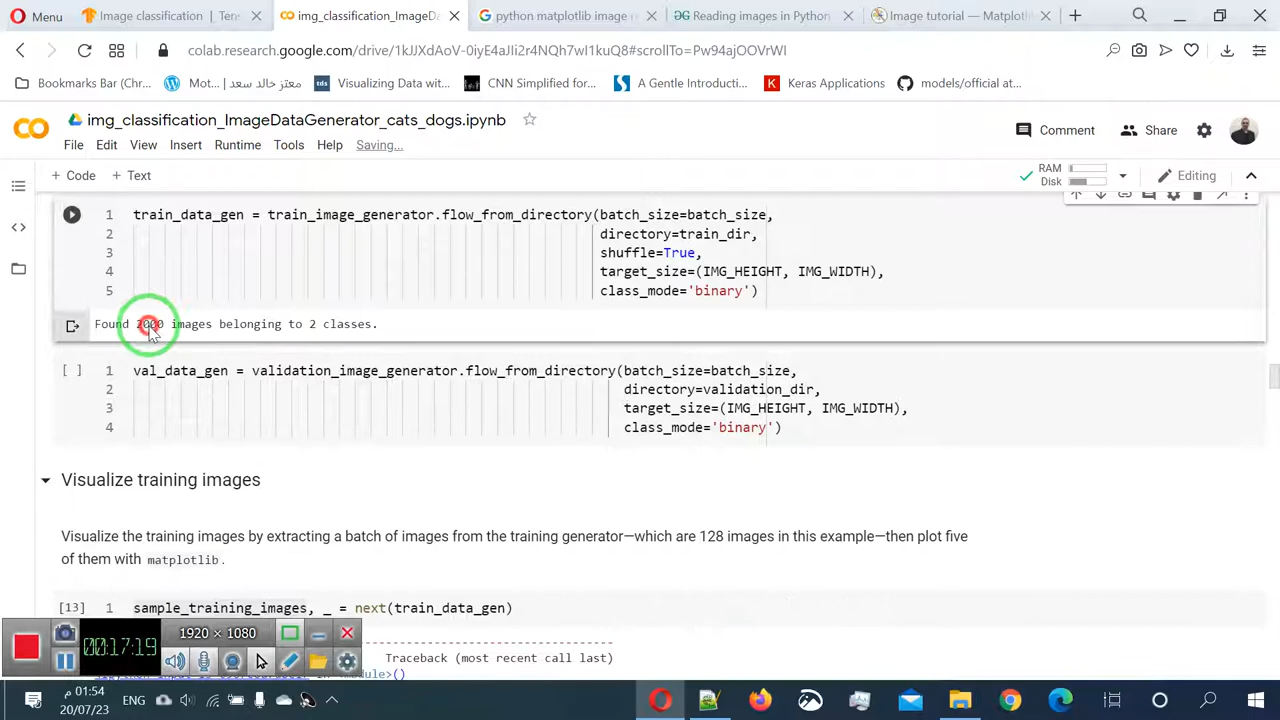 Menu
Image classification | Ten
img_classification_ImageDa
python matplotlib image r
Reading images in Python
Image tutorial — Matplotli
colab.research.google.com/drive/1kJJXdAoV-0iyE4aJIi2r4NQh7wI1kuQ8#scrollTo=Pw94ajOOVrWI
Bookmarks Bar (Chr...
معتز خالد سعد | Mot...
Visualizing Data wit...
CNN Simplified for...
A Gentle Introducti...
Keras Applications
models/official at...
img_classification_ImageDataGenerator_cats_dogs.ipynb
File Edit View Insert Runtime Tools Help Saving...
Comment Share
+ Code + Text
RAM
Disk
Editing
1 train_data_gen = train_image_generator.flow_from_directory(batch_size=batch_size,
2 directory=train_dir,
3 shuffle=True,
4 target_size=(IMG_HEIGHT, IMG_WIDTH),
5 class_mode='binary')
Found 2000 images belonging to 2 classes.
[ ] 1 val_data_gen = validation_image_generator.flow_from_directory(batch_size=batch_size,
2 directory=validation_dir,
3 target_size=(IMG_HEIGHT, IMG_WIDTH),
4 class_mode='binary')
Visualize training images
Visualize the training images by extracting a batch of images from the training generator—which are 128 images in this example—then plot five
of them with matplotlib.
[13] 1 sample_training_images, _ = next(train_data_gen)
1920 × 1080
00:17:19
Traceback (most recent call last)
<module>()
ENG
01:54 م
20/07/23